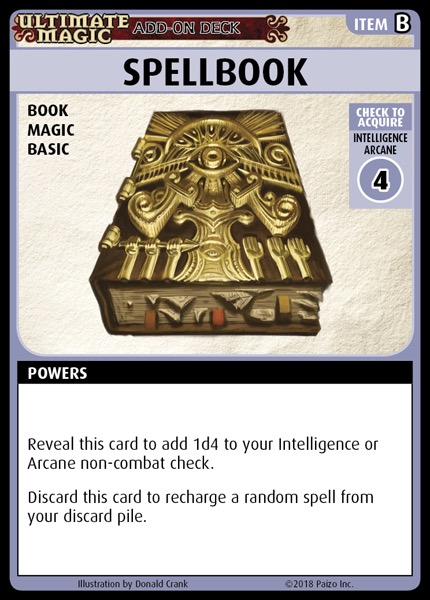 ULTIMATE MAGIC ADD-ON DECK
ITEM B
SPELLBOOK
BOOK
MAGIC
BASIC
CHECK TO
ACQUIRE
INTELLIGENCE
ARCANE
4
POWERS
Reveal this card to add 1d4 to your Intelligence or
Arcane non-combat check.
Discard this card to recharge a random spell from
your discard pile.
Illustration by Donald Crank
©2018 Paizo Inc.